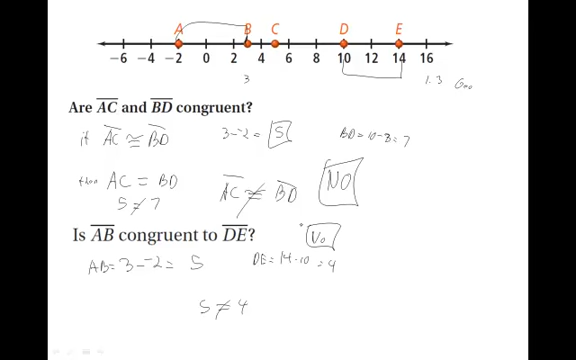 A B C D E
-6 -4 -2 0 2 4 6 8 10 12 14 16
3 1.3 Geo
Are AC and BD congruent?
if AC ≅ BD 3--2= 5 BD=10-8=7
then AC = BD AC ≇ BD NO
5 ≠ 7
Is AB congruent to DE? No
AB=3--2= 5 DE=14-10=4
5 ≠ 4